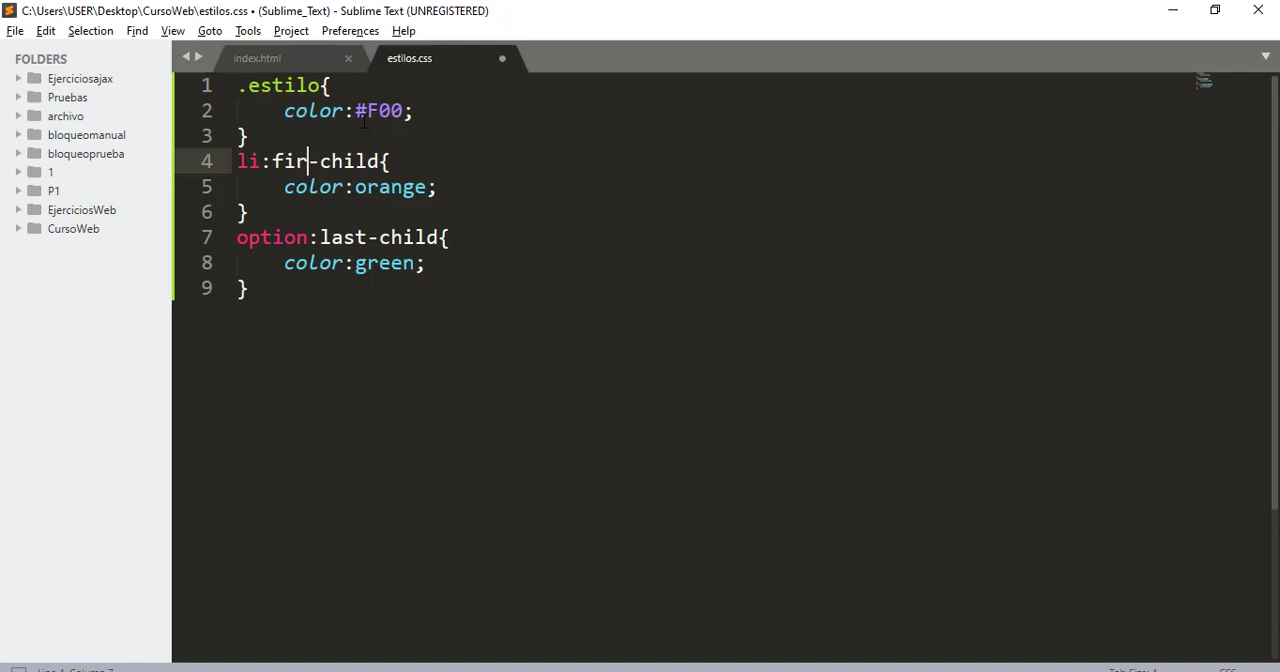 C:\Users\USER\Desktop\CursoWeb\estilos.css • (Sublime_Text) - Sublime Text (UNREGISTERED)
File Edit Selection Find View Goto Tools Project Preferences Help
FOLDERS
Ejerciciosajax
Pruebas
archivo
bloqueomanual
bloqueoprueba
1
P1
EjerciciosWeb
CursoWeb
index.html
estilos.css
1 .estilo{
2 color:#F00;
3 }
4 li:fir-child{
5 color:orange;
6 }
7 option:last-child{
8 color:green;
9 }